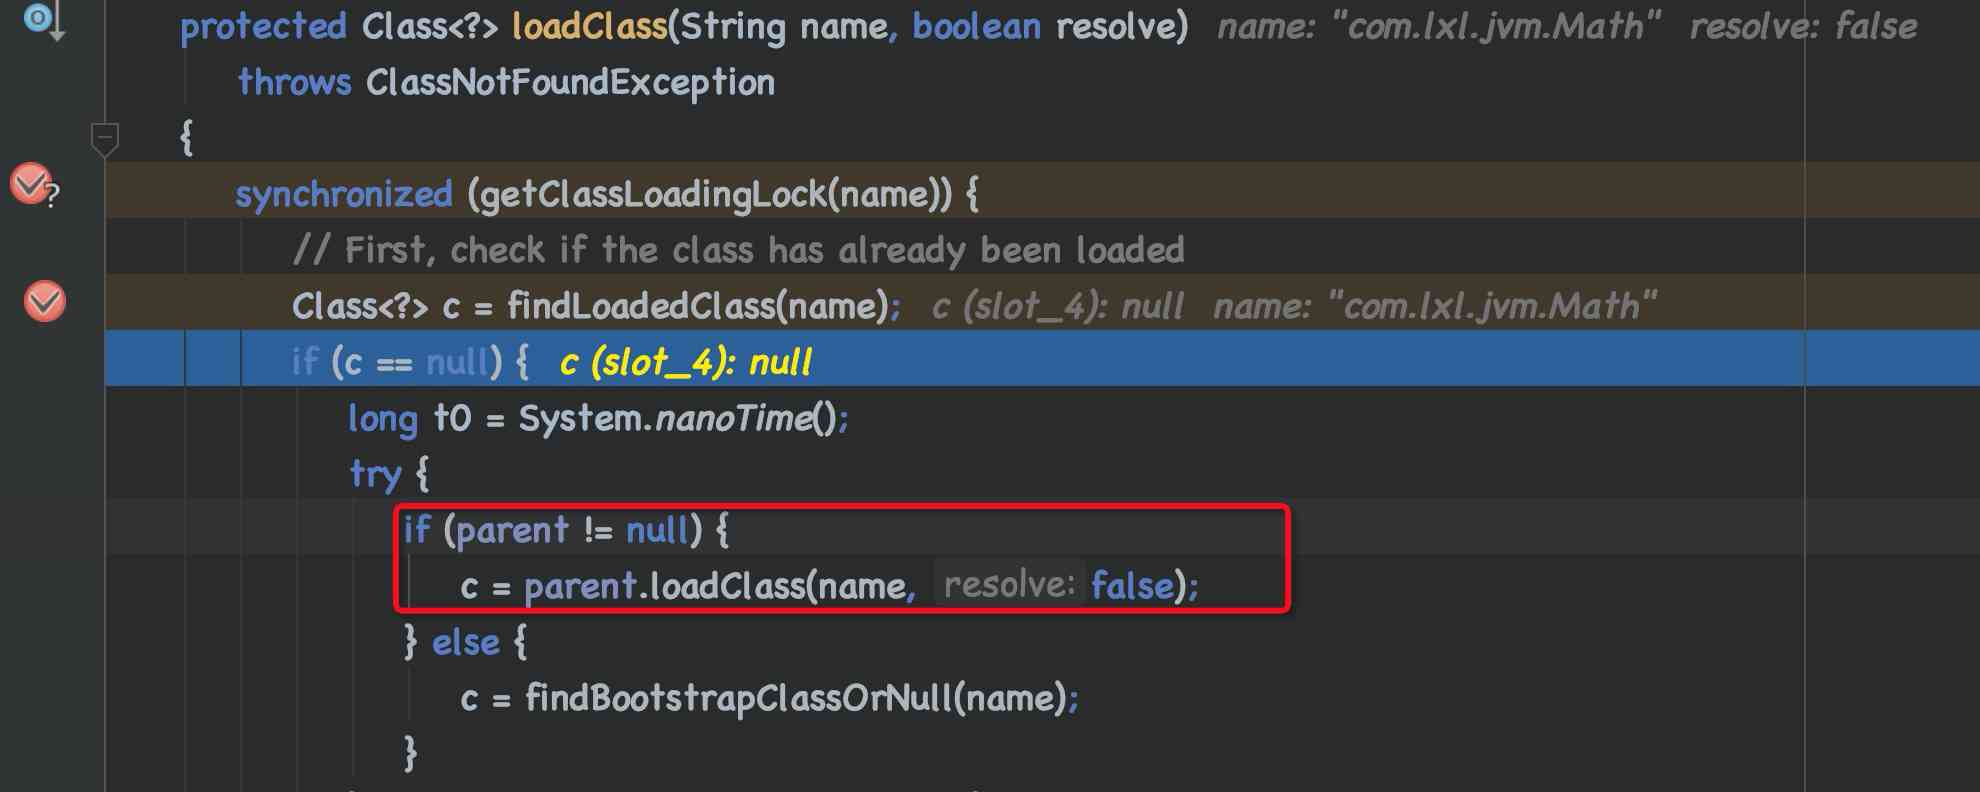 protected Class<?> loadClass(String name, boolean resolve) name: "com.lxl.jvm.Math" resolve: false
throws ClassNotFoundException
{
synchronized (getClassLoadingLock(name)) {
// First, check if the class has already been loaded
Class<?> c = findLoadedClass(name); c (slot_4): null name: "com.lxl.jvm.Math"
if (c == null) { c (slot_4): null
long t0 = System.nanoTime();
try {
if (parent != null) {
c = parent.loadClass(name, resolve: false);
} else {
c = findBootstrapClassOrNull(name);
}